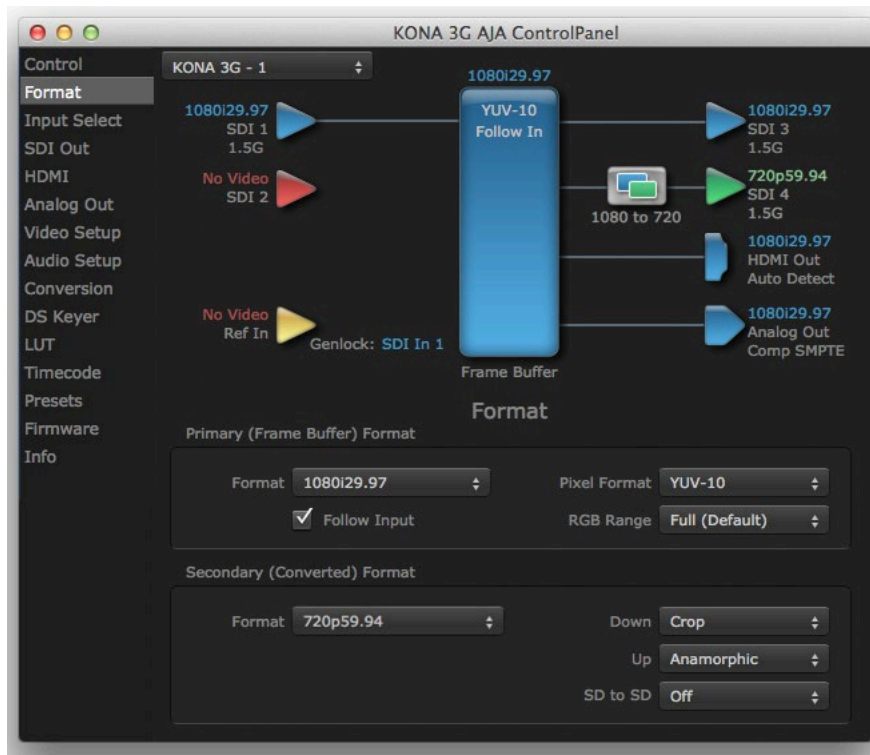 KONA 3G AJA ControlPanel
Control
Format
Input Select
SDI Out
HDMI
Analog Out
Video Setup
Audio Setup
Conversion
DS Keyer
LUT
Timecode
Presets
Firmware
Info
KONA 3G - 1
1080i29.97
SDI 1
1.5G
No Video
SDI 2
No Video
Ref In
Genlock: SDI In 1
1080i29.97
YUV-10
Follow In
Frame Buffer
1080 to 720
1080i29.97
SDI 3
1.5G
720p59.94
SDI 4
1.5G
1080i29.97
HDMI Out
Auto Detect
1080i29.97
Analog Out
Comp SMPTE
Format
Primary (Frame Buffer) Format
Format 1080i29.97 Pixel Format YUV-10
Follow Input RGB Range Full (Default)
Secondary (Converted) Format
Format 720p59.94 Down Crop
Up Anamorphic
SD to SD Off